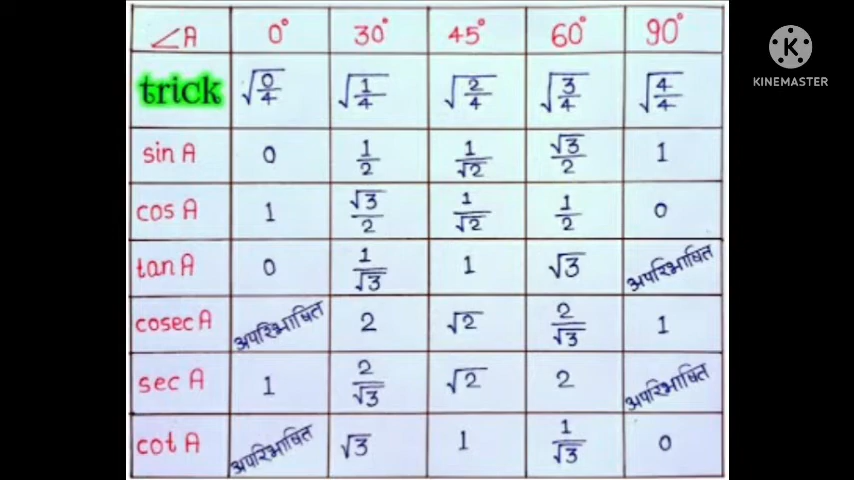 ∠A 0° 30° 45° 60° 90°
trick √0/4 √1/4 √2/4 √3/4 √4/4
sin A 0 1/2 1/√2 √3/2 1
cos A 1 √3/2 1/√2 1/2 0
tan A 0 1/√3 1 √3 अपरिभाषित
cosec A अपरिभाषित 2 √2 2/√3 1
sec A 1 2/√3 √2 2 अपरिभाषित
cot A अपरिभाषित √3 1 1/√3 0
K
KINEMASTER